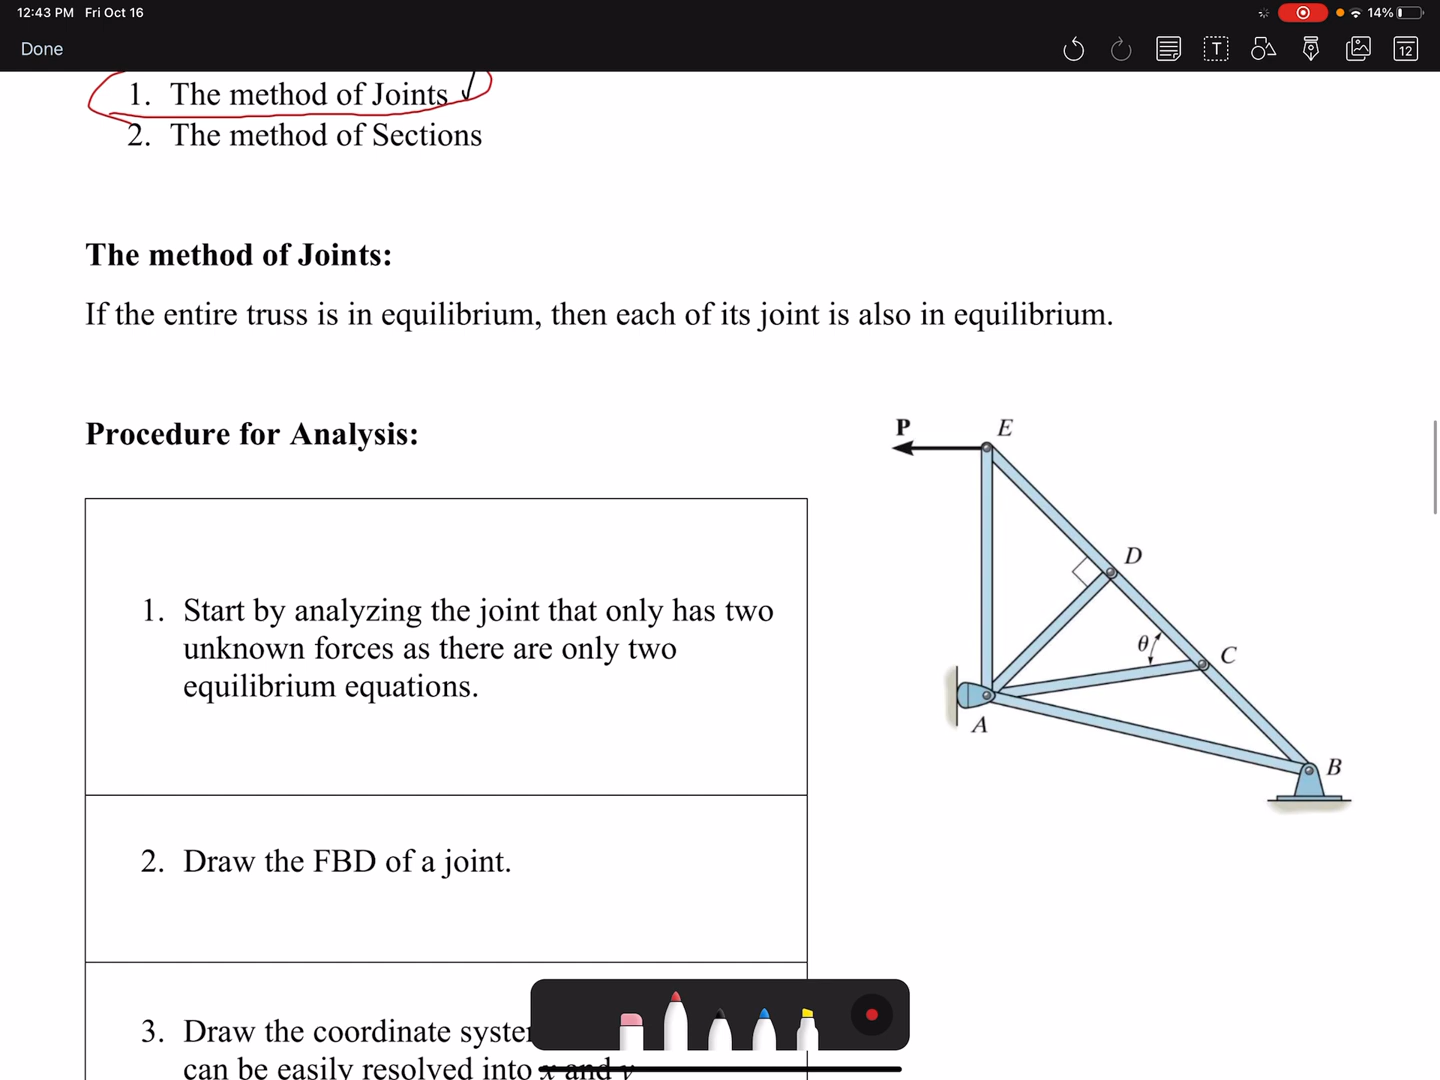 12:43 PM Fri Oct 16
14%
Done
T
12
1. The method of Joints
2. The method of Sections
The method of Joints:
If the entire truss is in equilibrium, then each of its joint is also in equilibrium.
Procedure for Analysis:
P
E
D
θ
C
A
B
1. Start by analyzing the joint that only has two
unknown forces as there are only two
equilibrium equations.
2. Draw the FBD of a joint.
3. Draw the coordinate
can be easily resolved into x and y